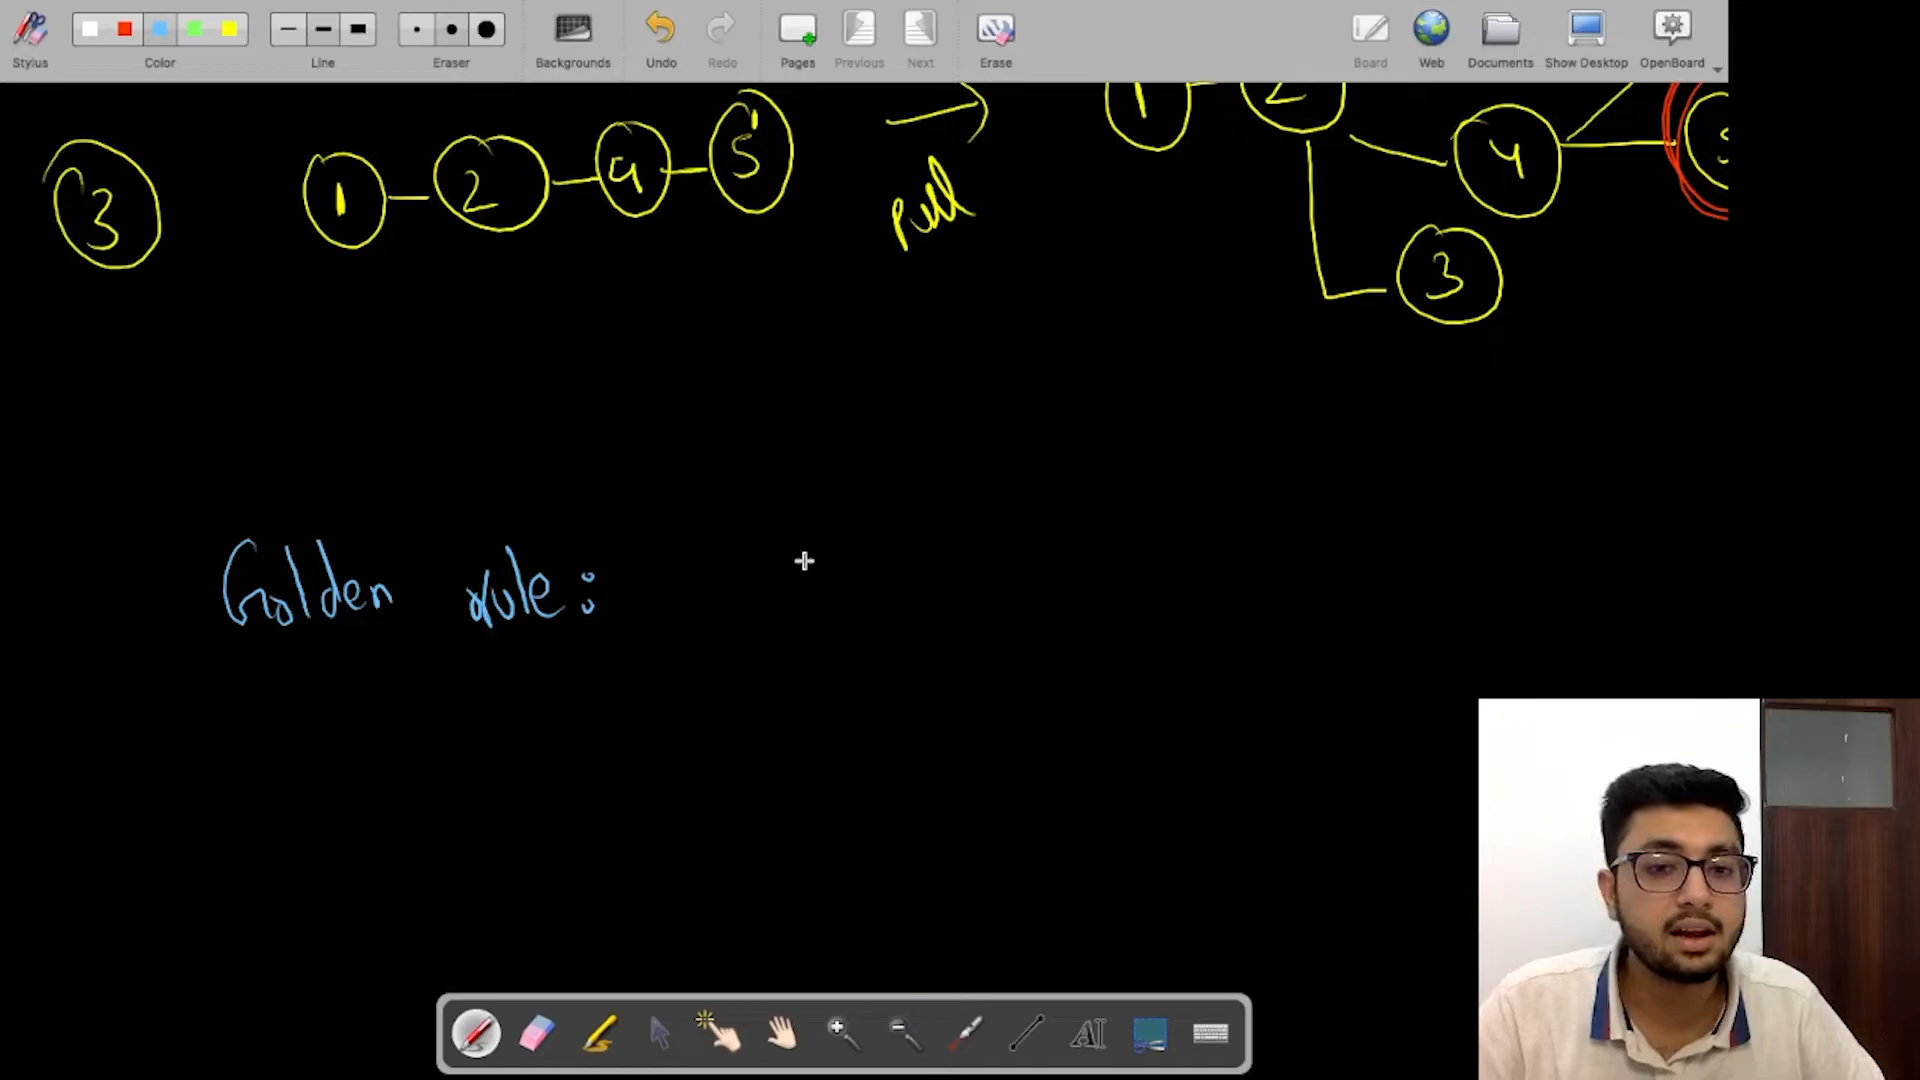 Stylus Color Line Eraser Backgrounds Undo Redo Pages Previous Next Erase Board Web Documents Show Desktop OpenBoard
1 2
3 1 2 4 5 4
pull
3
Golden rule:
AI